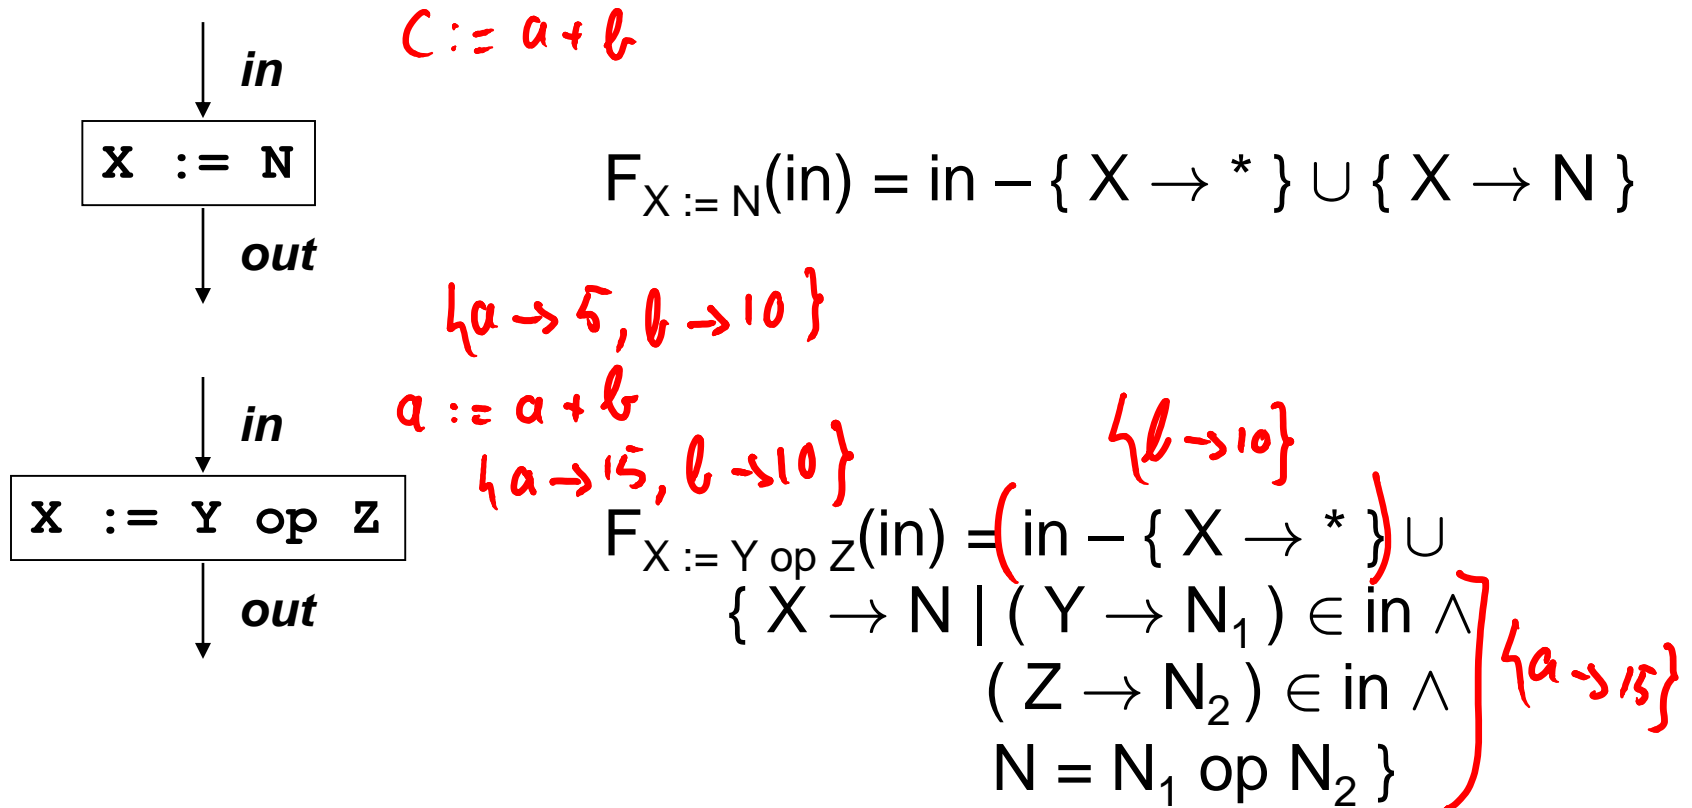 C := a + b
in
X := N
F_{X := N}(in) = in – { X → * } ∪ { X → N }
out
{a → 5, b → 10}
in
a := a + b
{b → 10}
{a → 15, b → 10}
X := Y op Z
F_{X := Y op Z}(in) = ( in – { X → * } ) ∪
out
{ X → N | ( Y → N₁ ) ∈ in ∧
( Z → N₂ ) ∈ in ∧
{a → 15}
N = N₁ op N₂ }